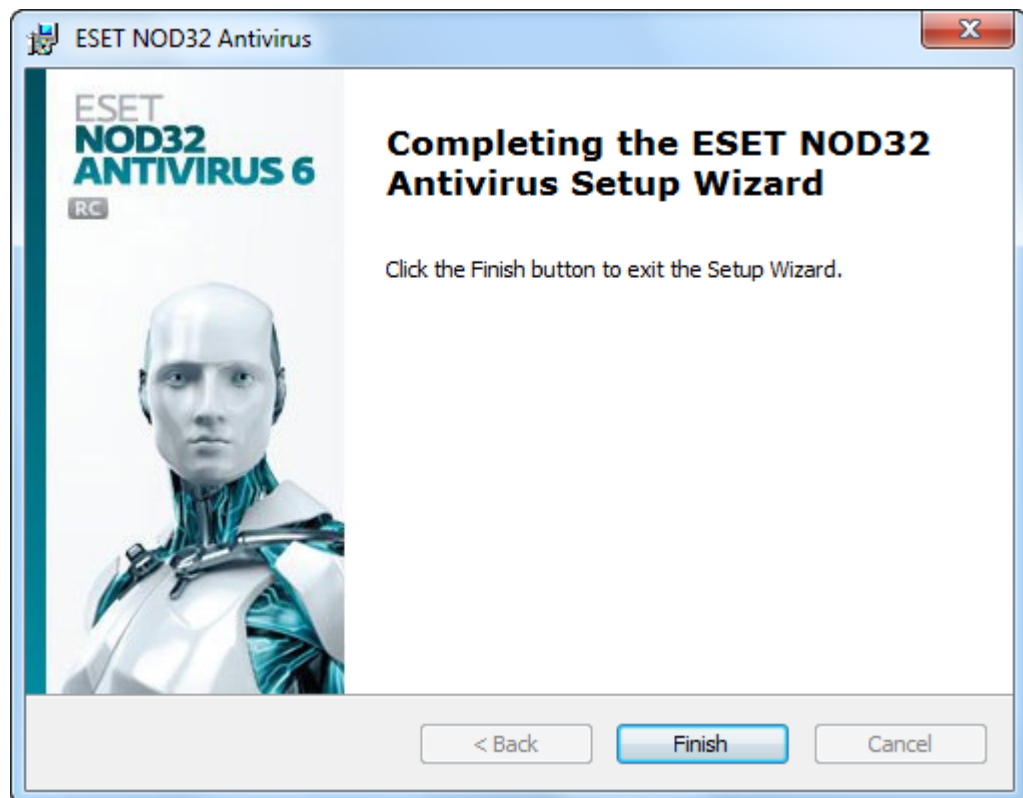 ESET NOD32 Antivirus
ESET
NOD32
ANTIVIRUS 6
RC
Completing the ESET NOD32
Antivirus Setup Wizard
Click the Finish button to exit the Setup Wizard.
< Back
Finish
Cancel